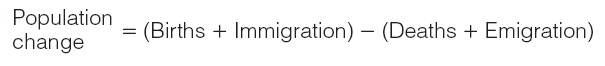 Population
change = (Births + Immigration) – (Deaths + Emigration)